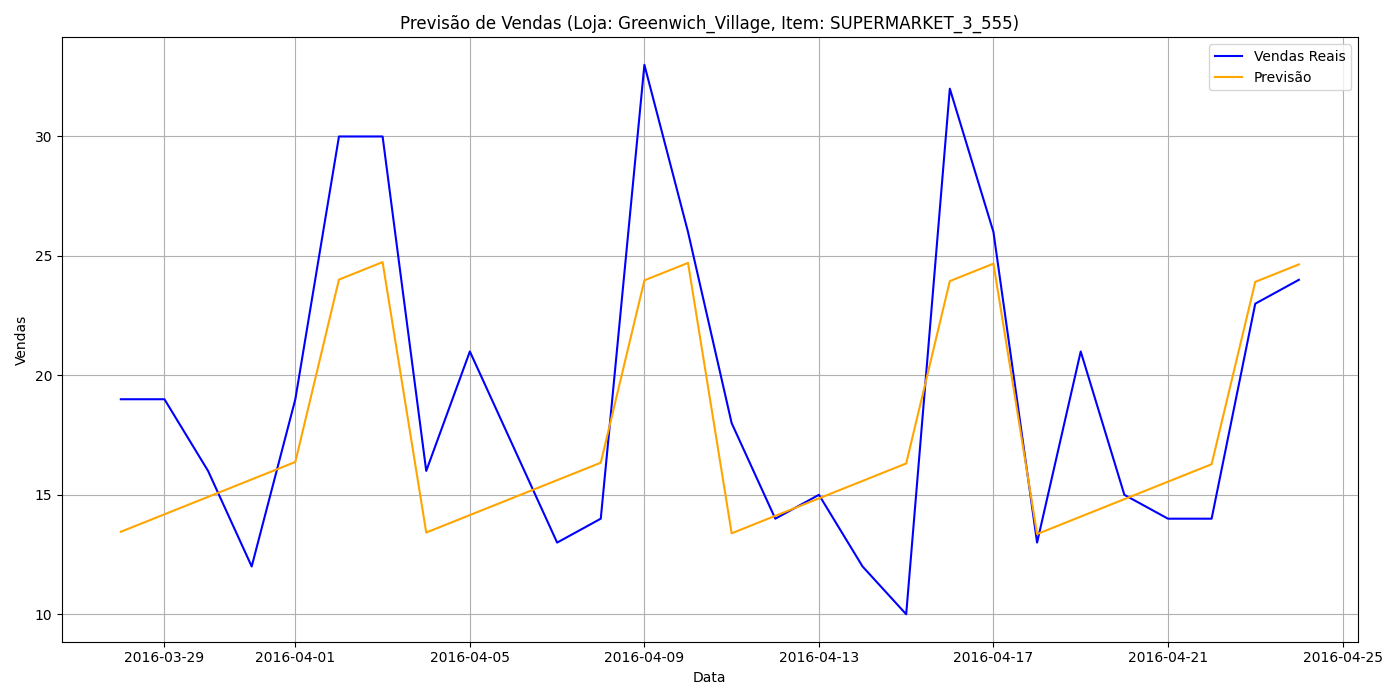 Previsão de Vendas (Loja: Greenwich_Village, Item: SUPERMARKET_3_555)
Vendas Reais
Previsão
Vendas
30
25
20
15
10
2016-03-29 2016-04-01 2016-04-05 2016-04-09 2016-04-13 2016-04-17 2016-04-21 2016-04-25
Data